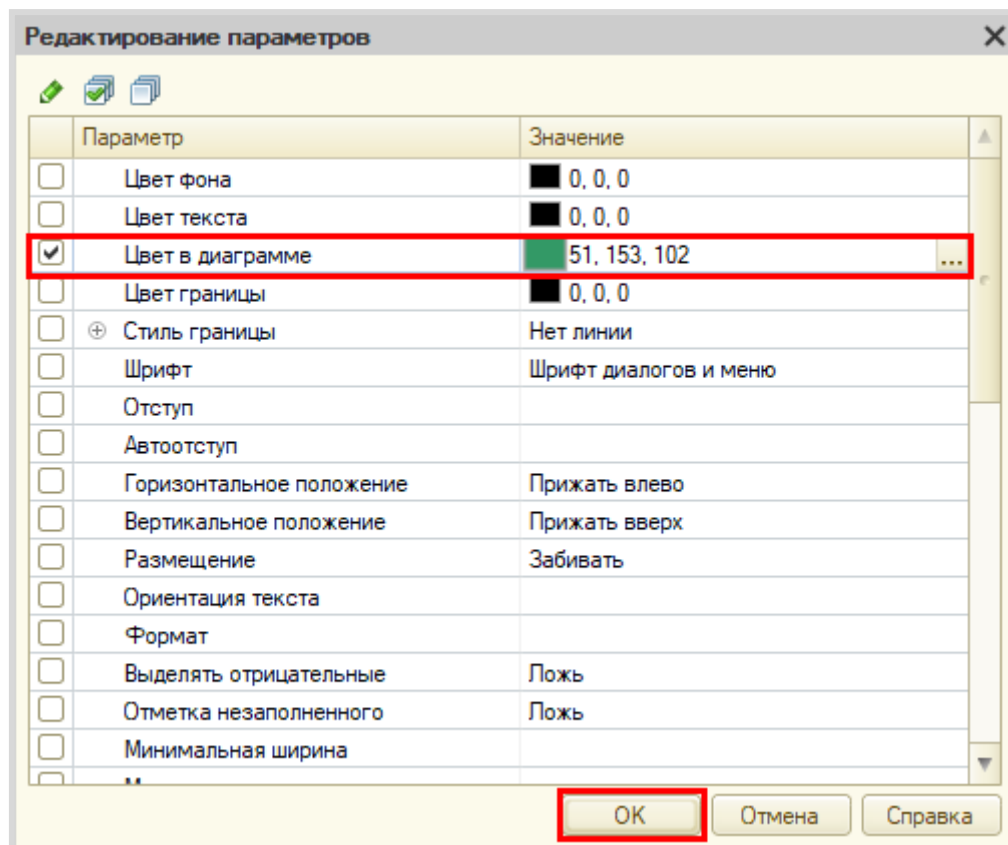 Редактирование параметров
Параметр Значение
Цвет фона 0, 0, 0
Цвет текста 0, 0, 0
Цвет в диаграмме 51, 153, 102 ...
Цвет границы 0, 0, 0
Стиль границы Нет линии
Шрифт Шрифт диалогов и меню
Отступ
Автоотступ
Горизонтальное положение Прижать влево
Вертикальное положение Прижать вверх
Размещение Забивать
Ориентация текста
Формат
Выделять отрицательные Ложь
Отметка незаполненного Ложь
Минимальная ширина
OK Отмена Справка